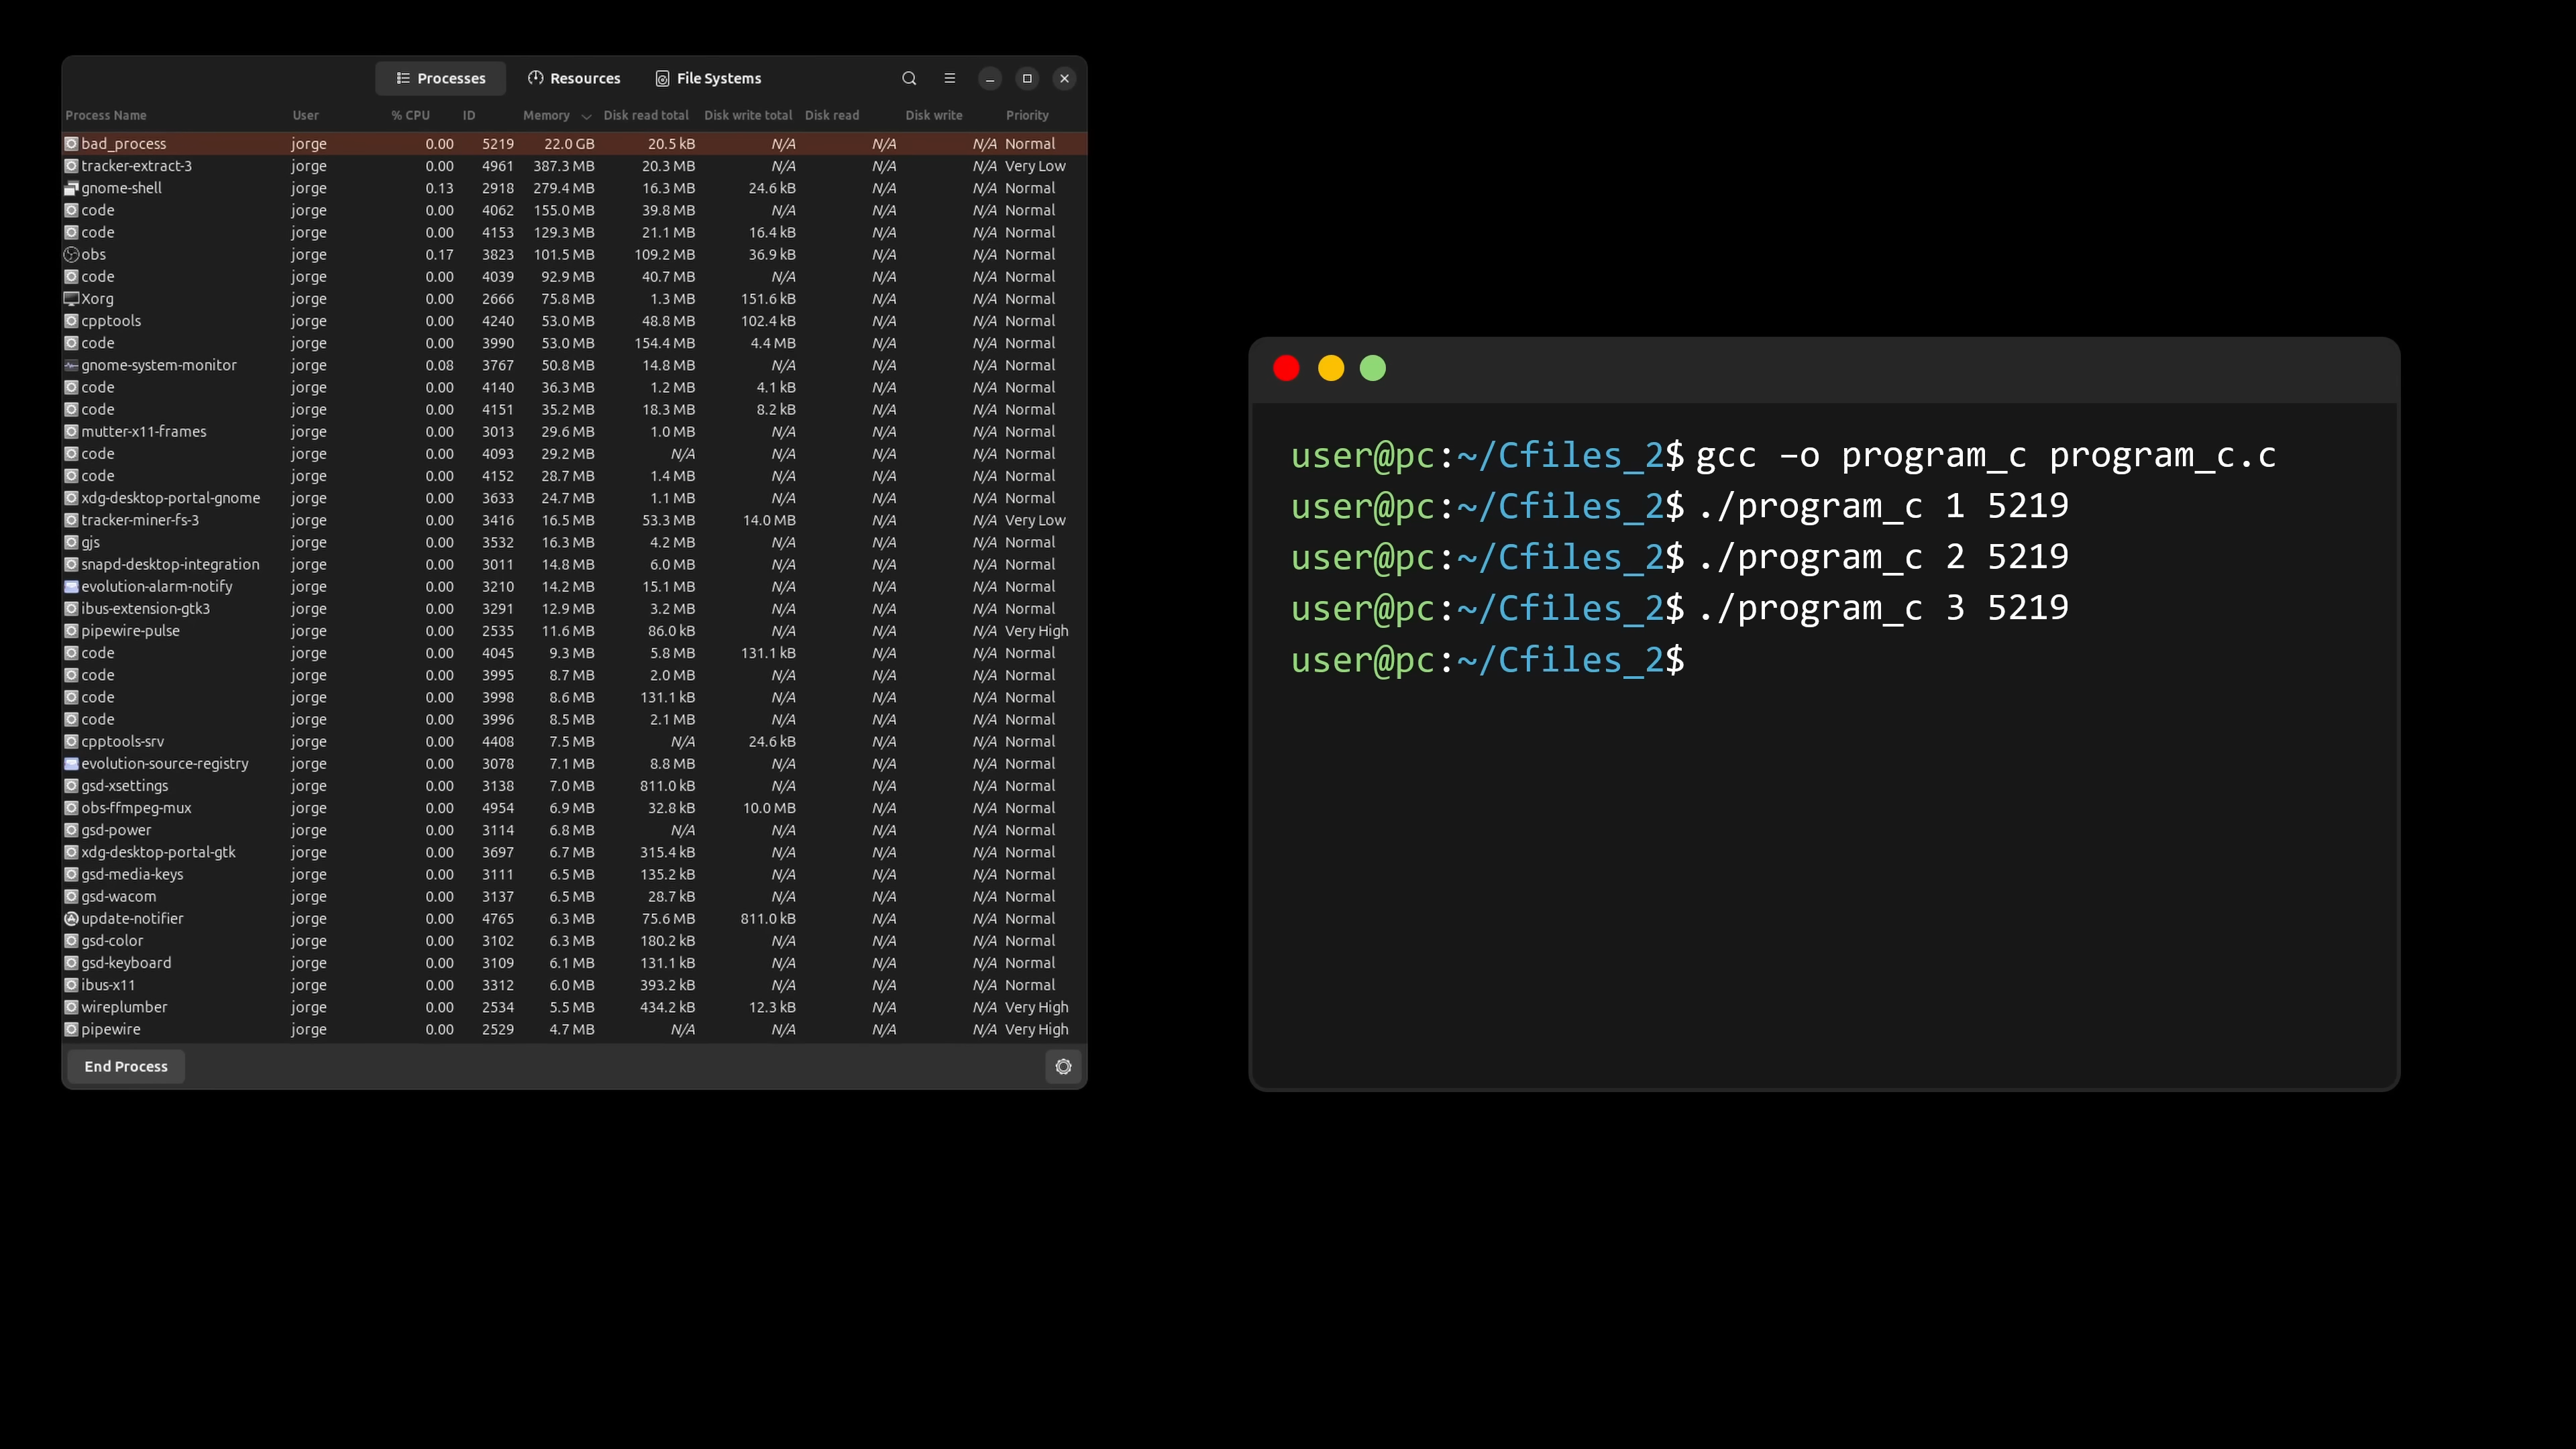 Processes Resources File Systems
Process Name User % CPU ID Memory Disk read total Disk write total Disk read Disk write Priority
bad_process jorge 0.00 5219 22.0 GB 20.5 kB N/A N/A N/A Normal
tracker-extract-3 jorge 0.00 4961 387.3 MB 20.3 MB N/A N/A N/A Very Low
gnome-shell jorge 0.13 2918 279.4 MB 16.3 MB 24.6 kB N/A N/A Normal
code jorge 0.00 4062 155.0 MB 39.8 MB N/A N/A N/A Normal
code jorge 0.00 4153 129.3 MB 21.1 MB 16.4 kB N/A N/A Normal
obs jorge 0.17 3823 101.5 MB 109.2 MB 36.9 kB N/A N/A Normal
code jorge 0.00 4039 92.9 MB 40.7 MB N/A N/A N/A Normal
Xorg jorge 0.00 2666 75.8 MB 1.3 MB 151.6 kB N/A N/A Normal
cpptools jorge 0.00 4240 53.0 MB 48.8 MB 102.4 kB N/A N/A Normal
code jorge 0.00 3990 53.0 MB 154.4 MB 4.4 MB N/A N/A Normal
gnome-system-monitor jorge 0.08 3767 50.8 MB 14.8 MB N/A N/A N/A Normal
code jorge 0.00 4140 36.3 MB 1.2 MB 4.1 kB N/A N/A Normal
code jorge 0.00 4151 35.2 MB 18.3 MB 8.2 kB N/A N/A Normal
mutter-x11-frames jorge 0.00 3013 29.6 MB 1.0 MB N/A N/A N/A Normal
code jorge 0.00 4093 29.2 MB N/A N/A N/A N/A Normal
code jorge 0.00 4152 28.7 MB 1.4 MB N/A N/A N/A Normal
xdg-desktop-portal-gnome jorge 0.00 3633 24.7 MB 1.1 MB N/A N/A N/A Normal
tracker-miner-fs-3 jorge 0.00 3416 16.5 MB 53.3 MB 14.0 MB N/A N/A Very Low
gjs jorge 0.00 3532 16.3 MB 4.2 MB N/A N/A N/A Normal
snapd-desktop-integration jorge 0.00 3011 14.8 MB 6.0 MB N/A N/A N/A Normal
evolution-alarm-notify jorge 0.00 3210 14.2 MB 15.1 MB N/A N/A N/A Normal
ibus-extension-gtk3 jorge 0.00 3291 12.9 MB 3.2 MB N/A N/A N/A Normal
pipewire-pulse jorge 0.00 2535 11.6 MB 86.0 kB N/A N/A N/A Very High
code jorge 0.00 4045 9.3 MB 5.8 MB 131.1 kB N/A N/A Normal
code jorge 0.00 3995 8.7 MB 2.0 MB N/A N/A N/A Normal
code jorge 0.00 3998 8.6 MB 131.1 kB N/A N/A N/A Normal
code jorge 0.00 3996 8.5 MB 2.1 MB N/A N/A N/A Normal
cpptools-srv jorge 0.00 4408 7.5 MB N/A 24.6 kB N/A N/A Normal
evolution-source-registry jorge 0.00 3078 7.1 MB 8.8 MB N/A N/A N/A Normal
gsd-xsettings jorge 0.00 3138 7.0 MB 811.0 kB N/A N/A N/A Normal
obs-ffmpeg-mux jorge 0.00 4954 6.9 MB 32.8 kB 10.0 MB N/A N/A Normal
gsd-power jorge 0.00 3114 6.8 MB N/A N/A N/A N/A Normal
xdg-desktop-portal-gtk jorge 0.00 3697 6.7 MB 315.4 kB N/A N/A N/A Normal
gsd-media-keys jorge 0.00 3111 6.5 MB 135.2 kB N/A N/A N/A Normal
gsd-wacom jorge 0.00 3137 6.5 MB 28.7 kB N/A N/A N/A Normal
update-notifier jorge 0.00 4765 6.3 MB 75.6 MB 811.0 kB N/A N/A Normal
gsd-color jorge 0.00 3102 6.3 MB 180.2 kB N/A N/A N/A Normal
gsd-keyboard jorge 0.00 3109 6.1 MB 131.1 kB N/A N/A N/A Normal
ibus-x11 jorge 0.00 3312 6.0 MB 393.2 kB N/A N/A N/A Normal
wireplumber jorge 0.00 2534 5.5 MB 434.2 kB 12.3 kB N/A N/A Very High
pipewire jorge 0.00 2529 4.7 MB N/A N/A N/A N/A Very High
End Process
user@pc:~/Cfiles_2$ gcc -o program_c program_c.c
user@pc:~/Cfiles_2$ ./program_c 1 5219
user@pc:~/Cfiles_2$ ./program_c 2 5219
user@pc:~/Cfiles_2$ ./program_c 3 5219
user@pc:~/Cfiles_2$